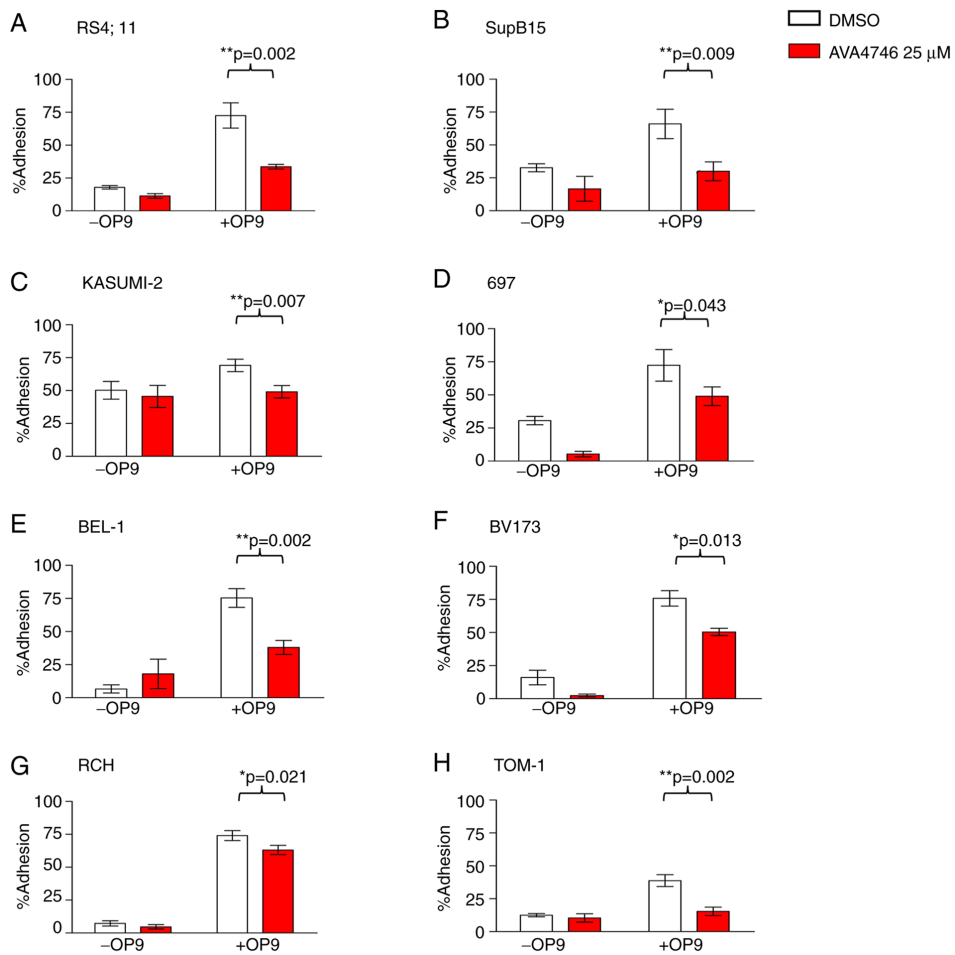 A RS4; 11
**p=0.002
100
75
50
25
0
%Adhesion
–OP9 +OP9
B SupB15
**p=0.009
100
75
50
25
0
%Adhesion
–OP9 +OP9
DMSO
AVA4746 25 µM
C KASUMI-2
**p=0.007
100
75
50
25
0
%Adhesion
–OP9 +OP9
D 697
*p=0.043
100
75
50
25
0
%Adhesion
–OP9 +OP9
E BEL-1
**p=0.002
100
75
50
25
0
%Adhesion
–OP9 +OP9
F BV173
*p=0.013
100
75
50
25
0
%Adhesion
–OP9 +OP9
G RCH
*p=0.021
100
75
50
25
0
%Adhesion
–OP9 +OP9
H TOM-1
**p=0.002
100
75
50
25
0
%Adhesion
–OP9 +OP9